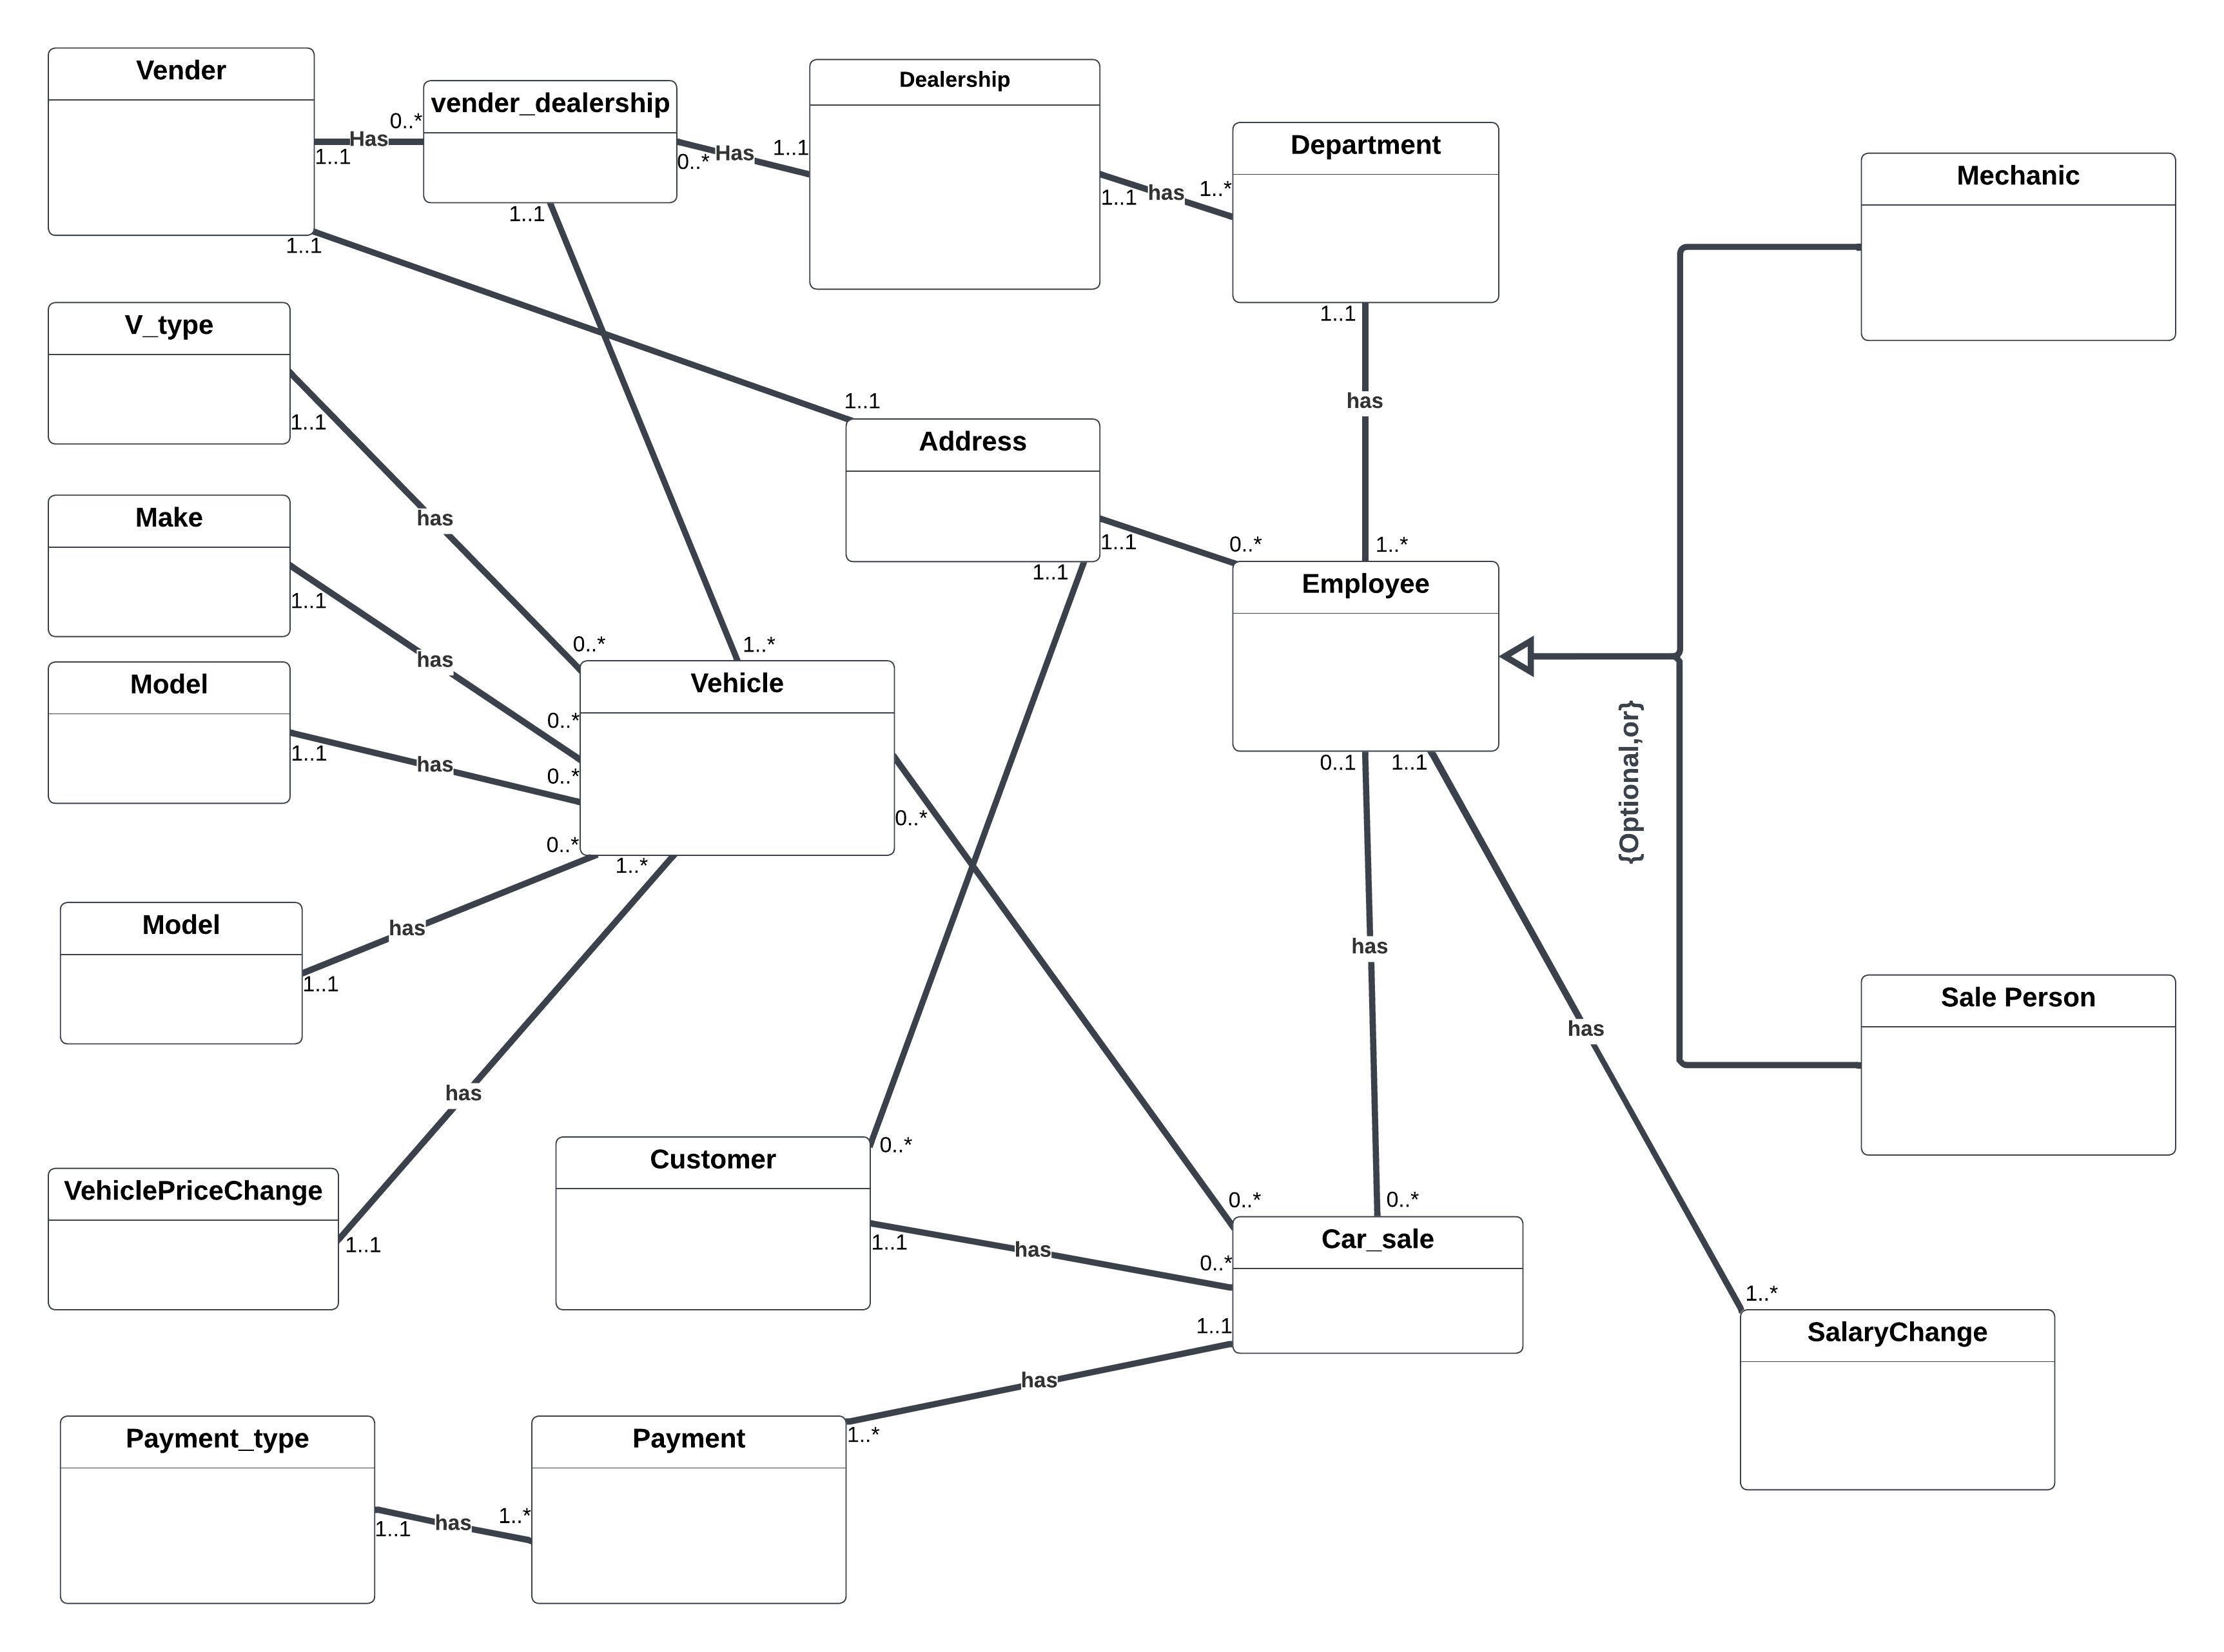 Vender
vender_dealership
Dealership
Department
Mechanic
Has
0..*
1..1
Has
0..*
1..1
has
1..1
1..*
1..1
1..1
1..1
V_type
1..1
has
0..*
1..1
Address
1..1
1..1
0..*
1..1
has
1..*
Employee
Make
1..1
has
0..*
Model
1..1
has
0..*
1..*
Vehicle
0..*
0..*
1..*
Model
has
1..1
has
VehiclePriceChange
1..1
0..1
1..1
{Optional,or}
has
has
Sale Person
Customer
0..*
1..1
has
0..*
0..*
0..*
Car_sale
1..1
1..*
SalaryChange
has
1..*
Payment_type
Payment
1..1
has
1..*